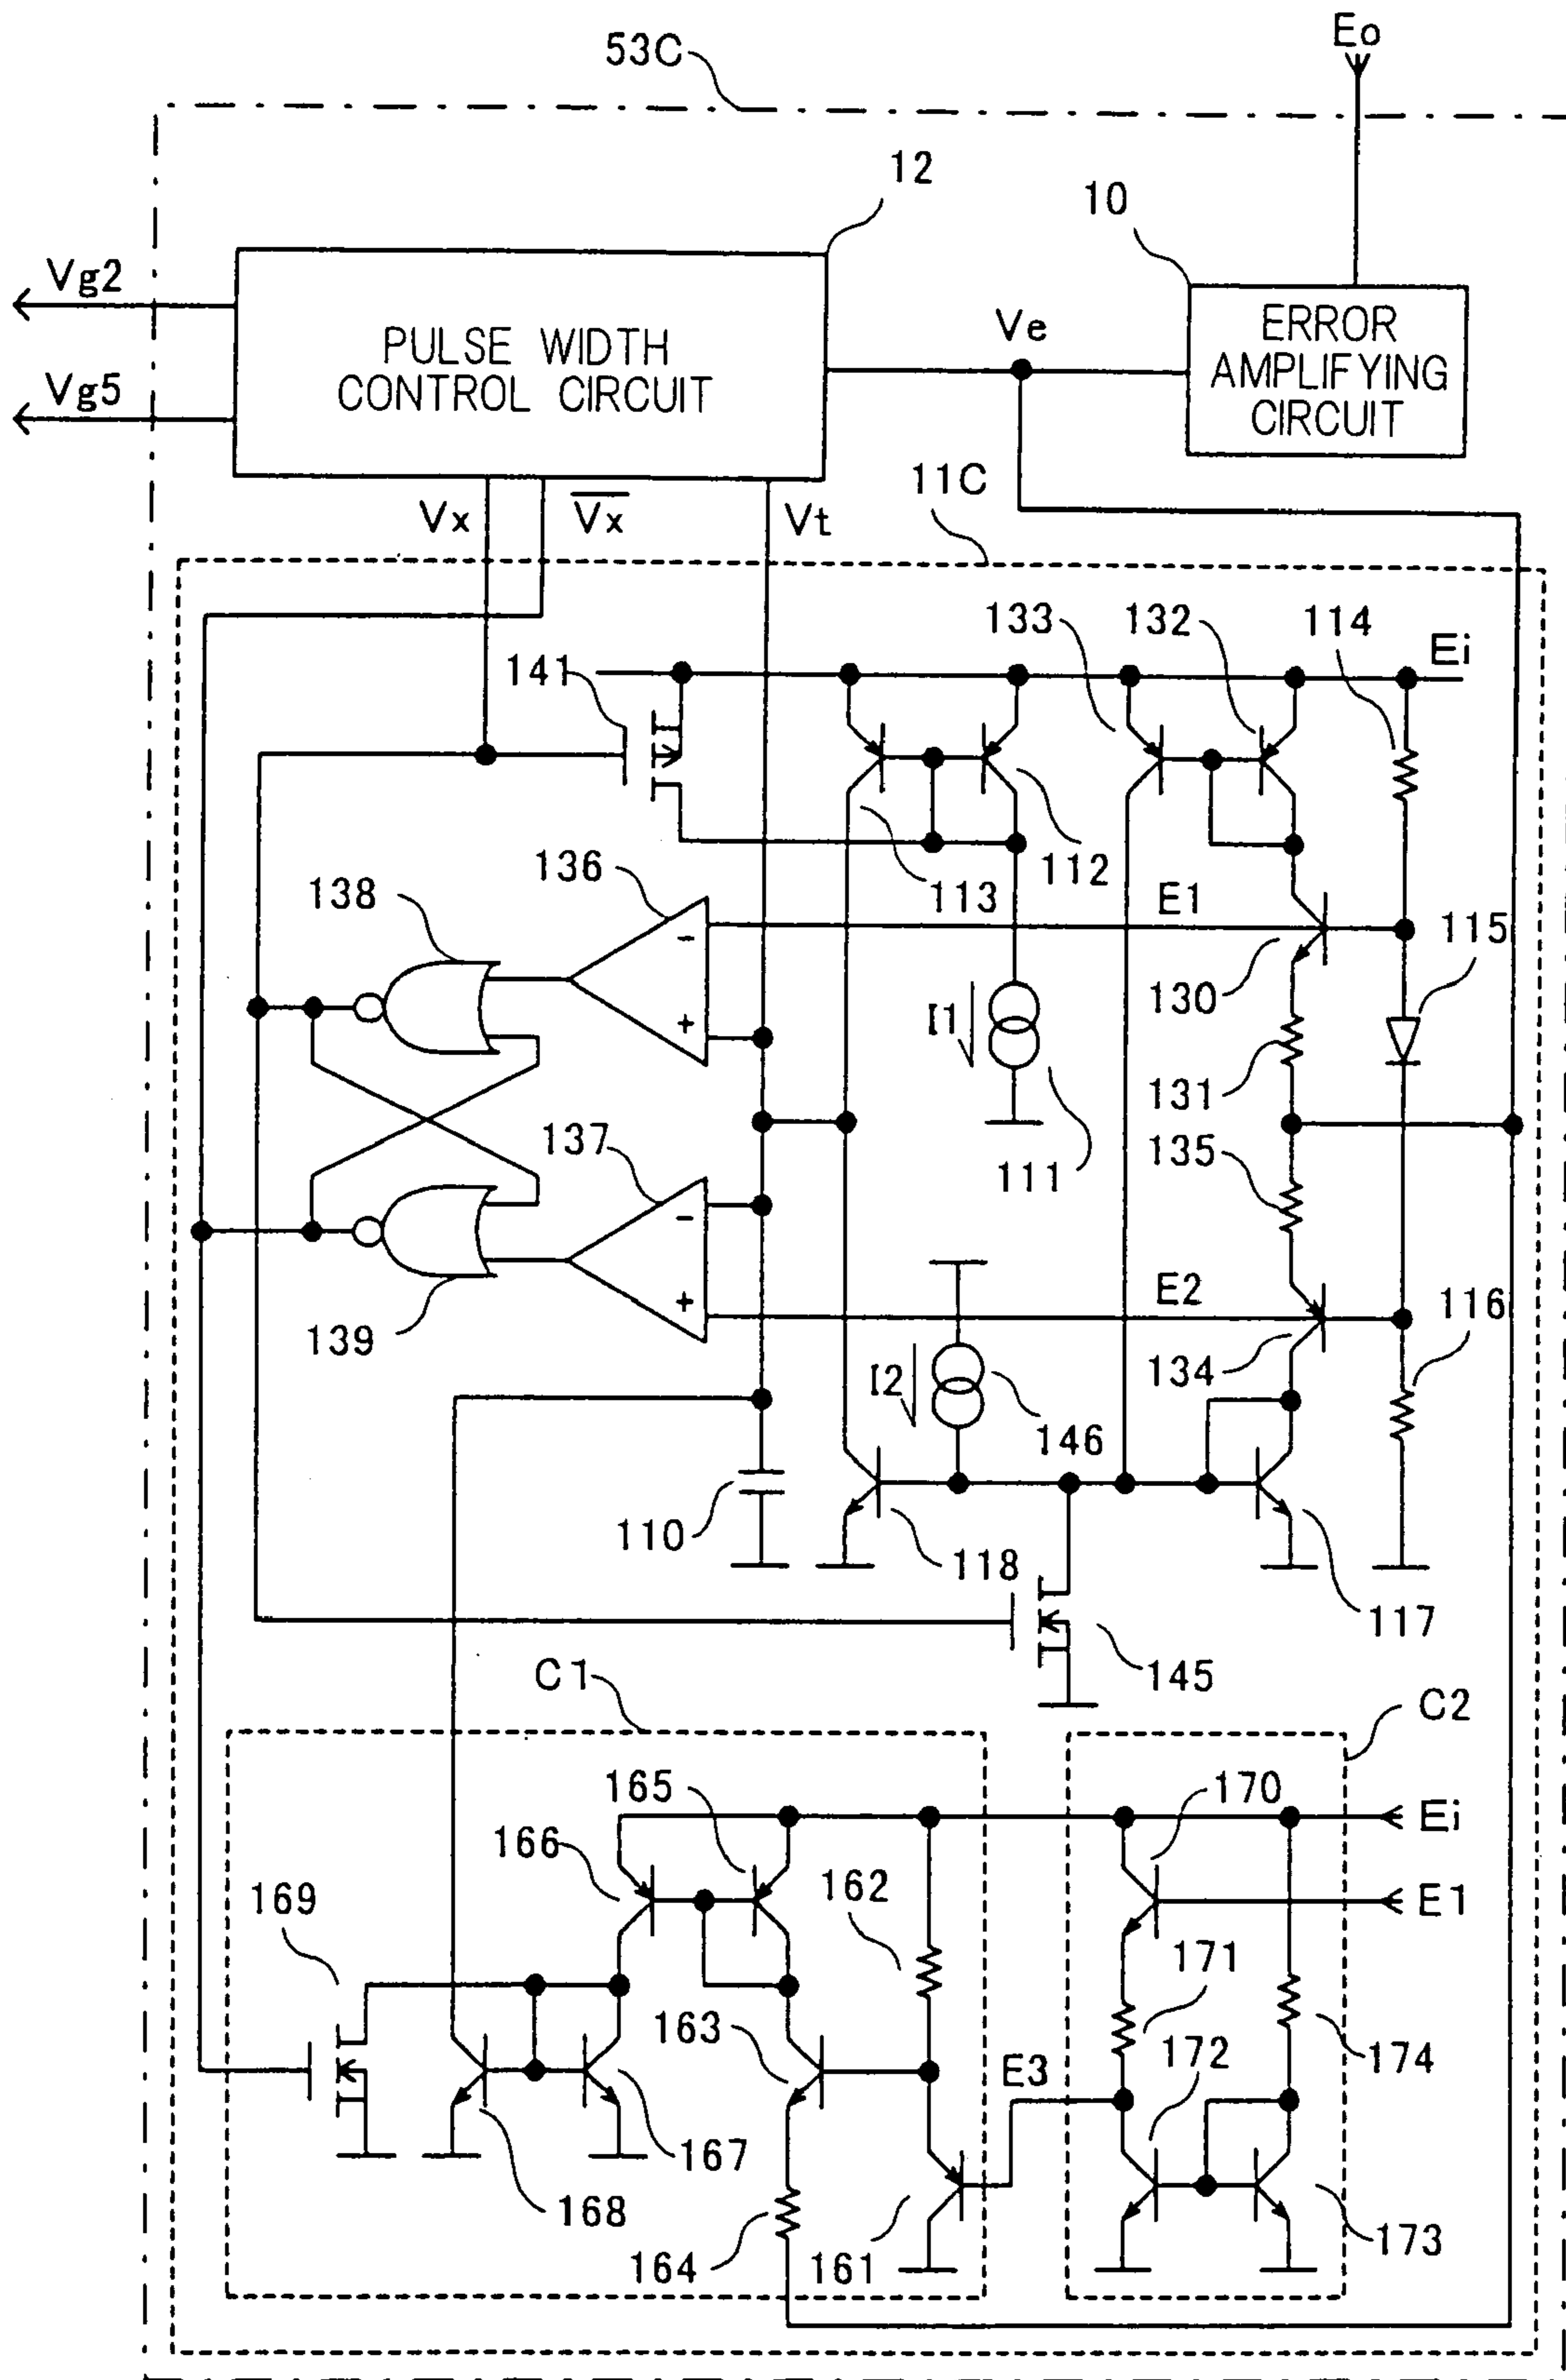 Eo
53C
12
10
Vg2
Vg5
PULSE WIDTH
CONTROL CIRCUIT
Ve
ERROR
AMPLIFYING
CIRCUIT
11C
Vx
Vx
Vt
133
132
114
Ei
141
136
138
113
112
E1
115
130
I1
131
137
135
111
139
E2
116
134
I2
146
110
118
117
145
C1
C2
165
170
Ei
166
162
E1
169
171
163
172
174
E3
167
168
164
161
173